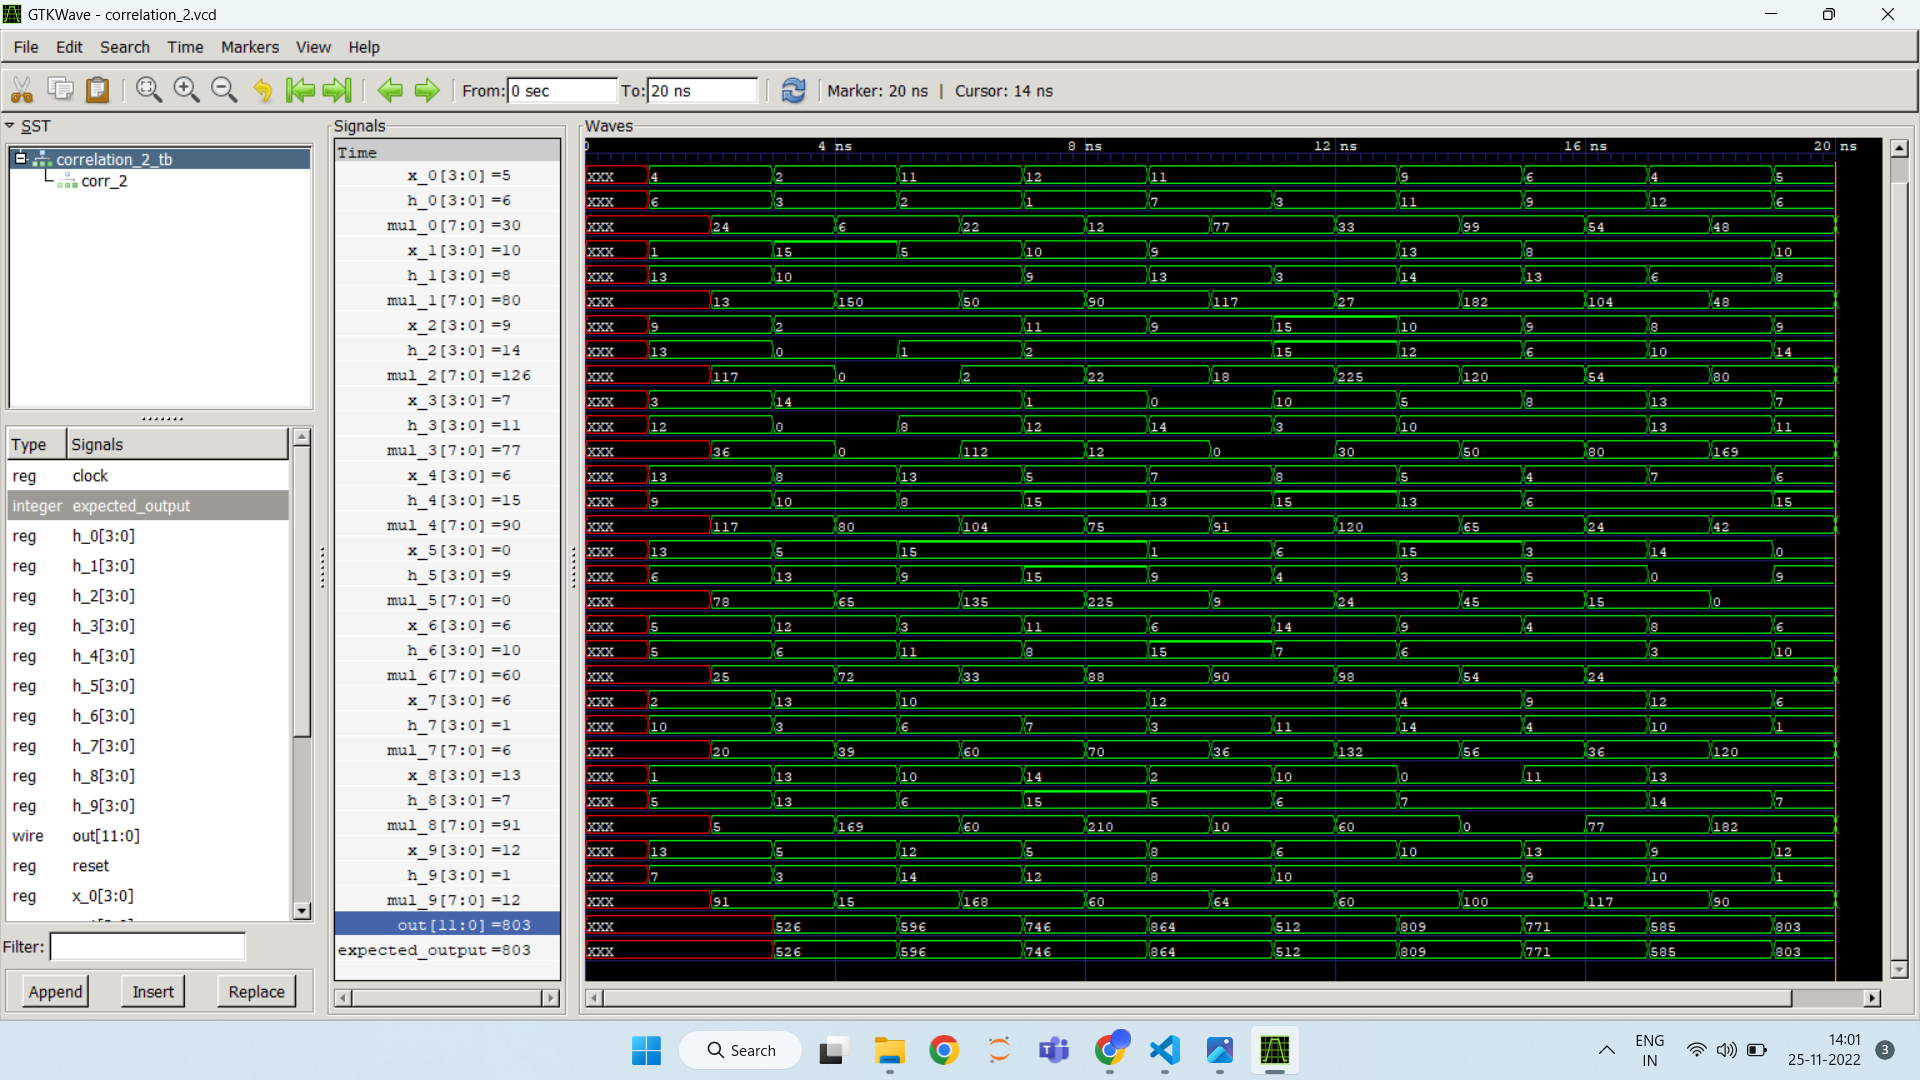 GTKWave - correlation_2.vcd
File Edit Search Time Markers View Help
From: 0 sec To: 20 ns Marker: 20 ns | Cursor: 14 ns
SST
correlation_2_tb
corr_2
Type Signals
reg clock
integer expected_output
reg h_0[3:0]
reg h_1[3:0]
reg h_2[3:0]
reg h_3[3:0]
reg h_4[3:0]
reg h_5[3:0]
reg h_6[3:0]
reg h_7[3:0]
reg h_8[3:0]
reg h_9[3:0]
wire out[11:0]
reg reset
reg x_0[3:0]
Filter:
Append Insert Replace
Signals
Waves
Time 0 4 ns 8 ns 12 ns 16 ns 20 ns
x_0[3:0] =5 XXX 4 2 11 12 11 9 6 4 5
h_0[3:0] =6 XXX 6 3 2 1 7 3 11 9 12 6
mul_0[7:0] =30 XXX 24 6 22 12 77 33 99 54 48
x_1[3:0] =10 XXX 1 15 5 10 9 13 8 10
h_1[3:0] =8 XXX 13 10 9 13 3 14 13 6 8
mul_1[7:0] =80 XXX 13 150 50 90 117 27 182 104 48
x_2[3:0] =9 XXX 9 2 11 9 15 10 9 8 9
h_2[3:0] =14 XXX 13 0 1 2 15 12 6 10 14
mul_2[7:0] =126 XXX 117 0 2 22 18 225 120 54 80
x_3[3:0] =7 XXX 3 14 1 0 10 5 8 13 7
h_3[3:0] =11 XXX 12 0 8 12 14 3 10 13 11
mul_3[7:0] =77 XXX 36 0 112 12 0 30 50 80 169
x_4[3:0] =6 XXX 13 8 13 5 7 8 5 4 7 6
h_4[3:0] =15 XXX 9 10 8 15 13 15 13 6 15
mul_4[7:0] =90 XXX 117 80 104 75 91 120 65 24 42
x_5[3:0] =0 XXX 13 5 15 1 6 15 3 14 0
h_5[3:0] =9 XXX 6 13 9 15 9 4 3 5 0 9
mul_5[7:0] =0 XXX 78 65 135 225 9 24 45 15 0
x_6[3:0] =6 XXX 5 12 3 11 6 14 9 4 8 6
h_6[3:0] =10 XXX 5 6 11 8 15 7 6 3 10
mul_6[7:0] =60 XXX 25 72 33 88 90 98 54 24
x_7[3:0] =6 XXX 2 13 10 12 4 9 12 6
h_7[3:0] =1 XXX 10 3 6 7 3 11 14 4 10 1
mul_7[7:0] =6 XXX 20 39 60 70 36 132 56 36 120
x_8[3:0] =13 XXX 1 13 10 14 2 10 0 11 13
h_8[3:0] =7 XXX 5 13 6 15 5 6 7 14 7
mul_8[7:0] =91 XXX 5 169 60 210 10 60 0 77 182
x_9[3:0] =12 XXX 13 5 12 5 8 6 10 13 9 12
h_9[3:0] =1 XXX 7 3 14 12 8 10 9 10 1
mul_9[7:0] =12 XXX 91 15 168 60 64 60 100 117 90
out[11:0] =803 XXX 526 596 746 864 512 809 771 585 803
expected_output =803 XXX 526 596 746 864 512 809 771 585 803
Search
ENG
IN
14:01
25-11-2022
3